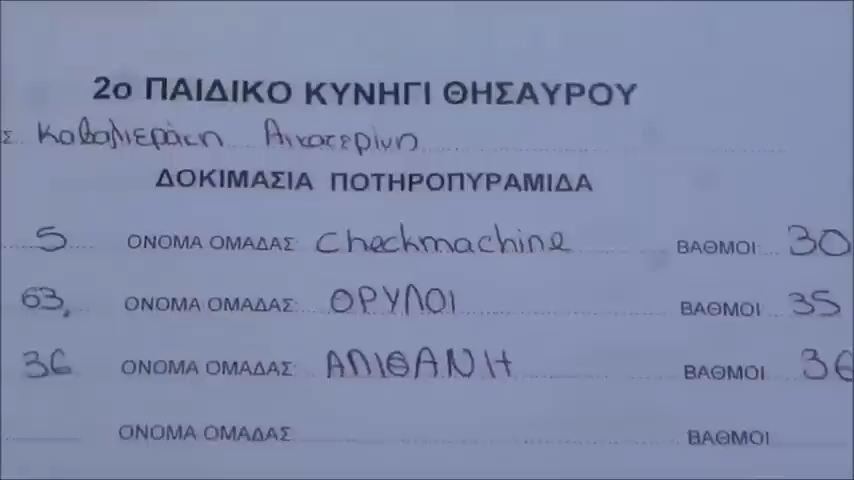 2ο ΠΑΙΔΙΚΟ ΚΥΝΗΓΙ ΘΗΣΑΥΡΟΥ
Σ Καβαλιεράκη Αικατερίνη
ΔΟΚΙΜΑΣΙΑ ΠΟΤΗΡΟΠΥΡΑΜΙΔΑ
5 ΟΝΟΜΑ ΟΜΑΔΑΣ: Checkmachine ΒΑΘΜΟΙ: 30
63, ΟΝΟΜΑ ΟΜΑΔΑΣ: ΘΡΥΛΟΙ ΒΑΘΜΟΙ 35
36 ΟΝΟΜΑ ΟΜΑΔΑΣ: ΑΠΙΘΑΝΗ ΒΑΘΜΟΙ 36
ΟΝΟΜΑ ΟΜΑΔΑΣ: ΒΑΘΜΟΙ